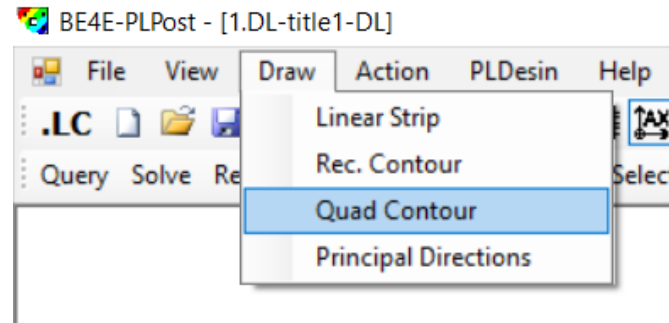 BE4E-PLPost - [1.DL-title1-DL]
File View Draw Action PLDesin Help
.LC
Linear Strip
Rec. Contour
Quad Contour
Principal Directions
Query Solve